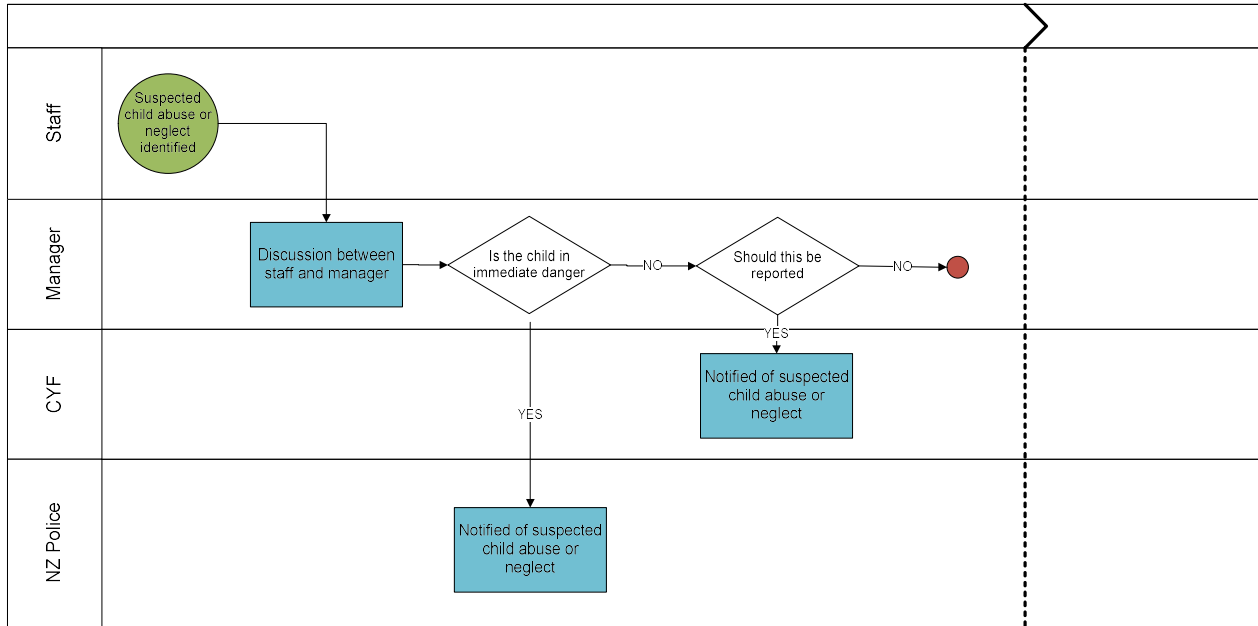 Staff
Suspected
child abuse or
neglect
identified
Manager
Discussion between
staff and manager
Is the child in
immediate danger
NO
Should this be
reported
NO
YES
CYF
Notified of suspected
child abuse or
neglect
YES
NZ Police
Notified of suspected
child abuse or
neglect